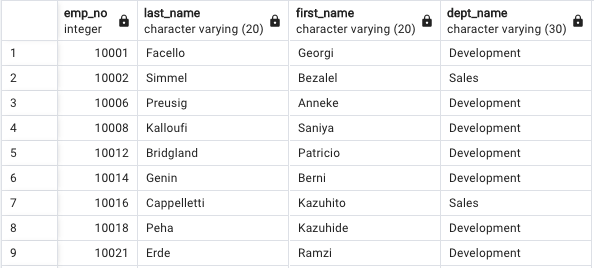 emp_no last_name first_name dept_name
integer character varying (20) character varying (20) character varying (30)
1 10001 Facello Georgi Development
2 10002 Simmel Bezalel Sales
3 10006 Preusig Anneke Development
4 10008 Kalloufi Saniya Development
5 10012 Bridgland Patricio Development
6 10014 Genin Berni Development
7 10016 Cappelletti Kazuhito Sales
8 10018 Peha Kazuhide Development
9 10021 Erde Ramzi Development